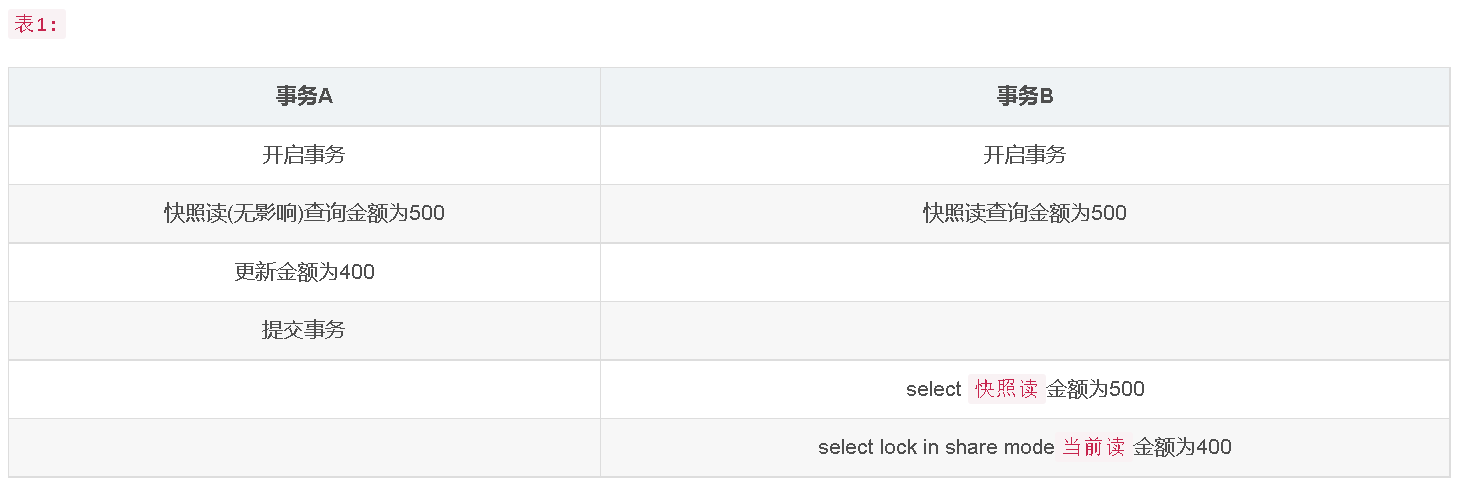 表1:
事务A 事务B
开启事务 开启事务
快照读(无影响)查询金额为500 快照读查询金额为500
更新金额为400
提交事务
select 快照读 金额为500
select lock in share mode 当前读 金额为400